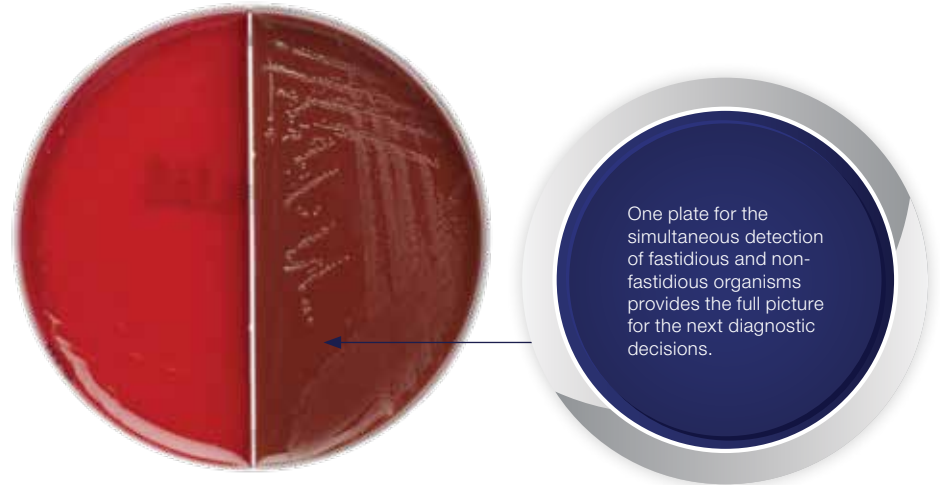 One plate for the
simultaneous detection
of fastidious and non-
fastidious organisms
provides the full picture
for the next diagnostic
decisions.